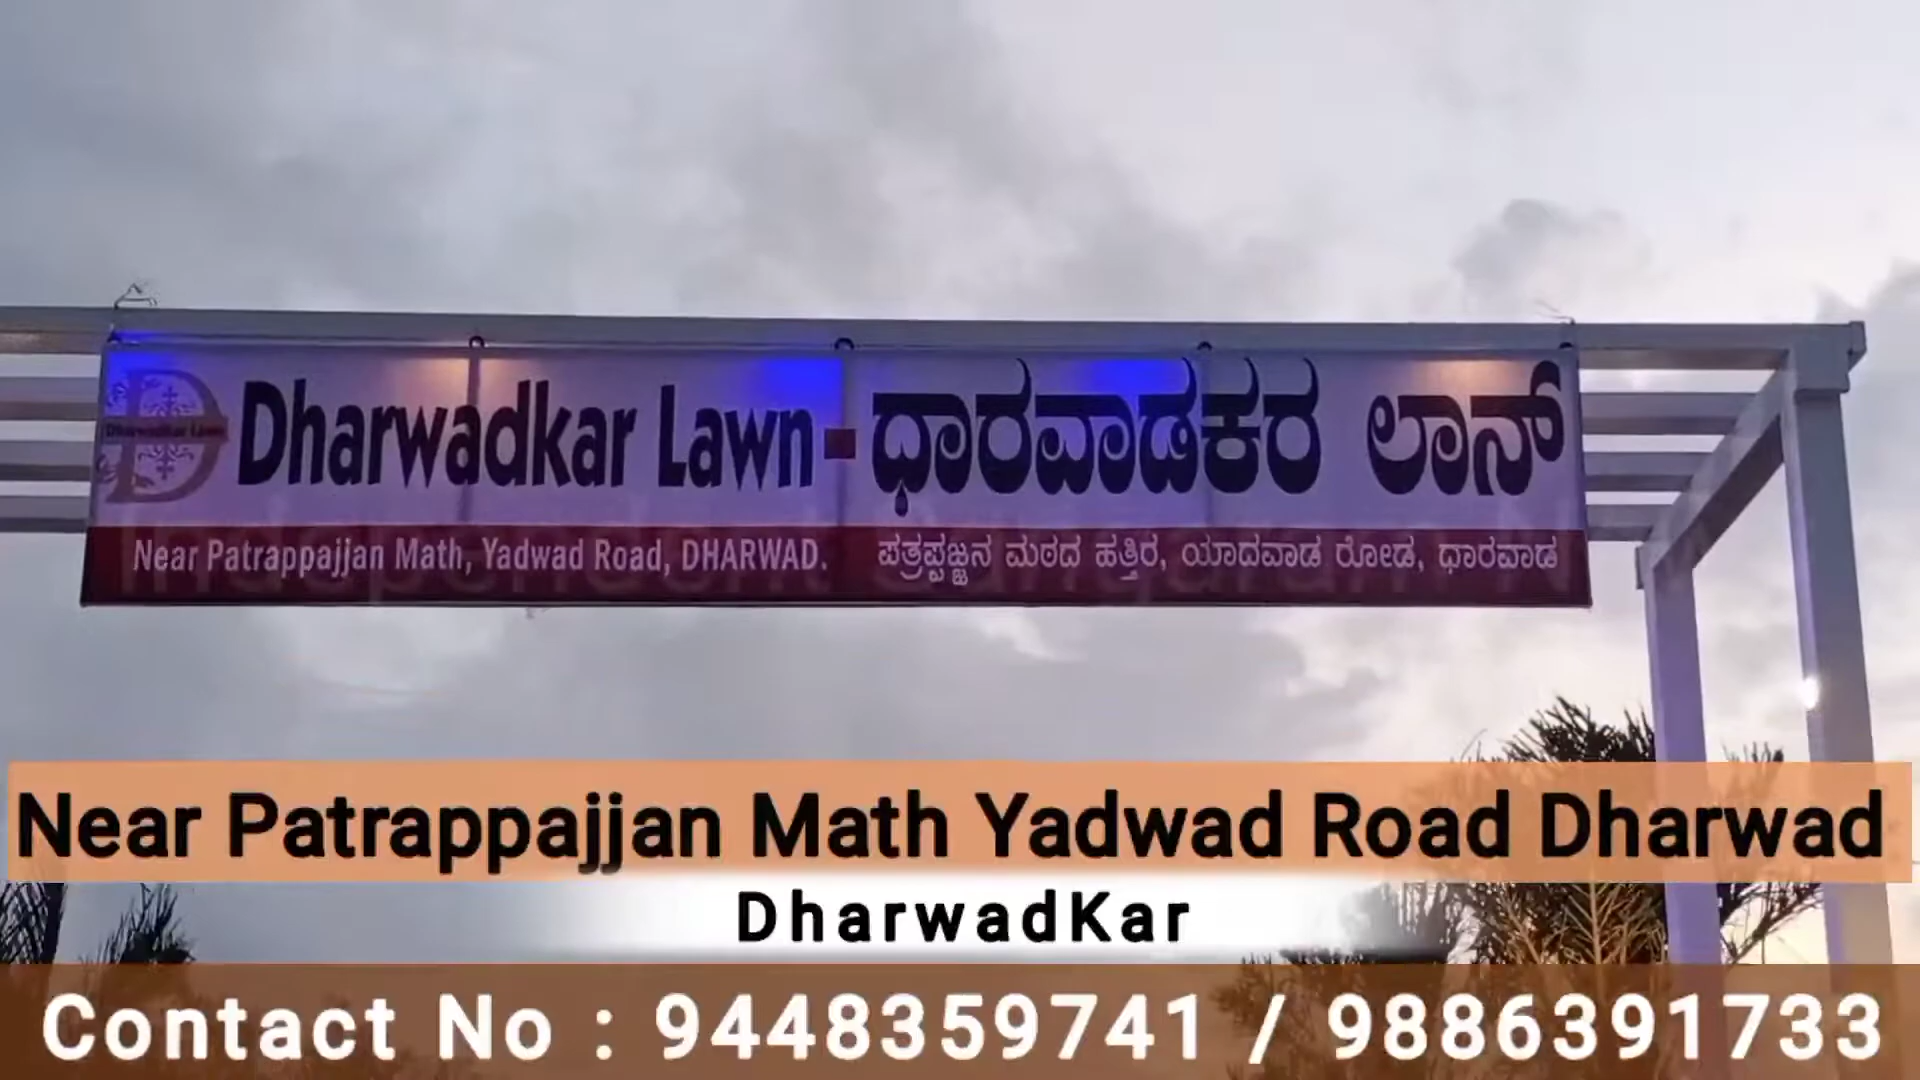 Dharwadkar Lawn
Dharwadkar Lawn - ಧಾರವಾಡಕರ ಲಾನ್
Near Patrappajjan Math, Yadwad Road, DHARWAD. ಪತ್ರಪ್ಪಜ್ಜನ ಮಠದ ಹತ್ತಿರ, ಯಾದವಾಡ ರೋಡ, ಧಾರವಾಡ
Near Patrappajjan Math Yadwad Road Dharwad
DharwadKar
Contact No : 9448359741 / 9886391733